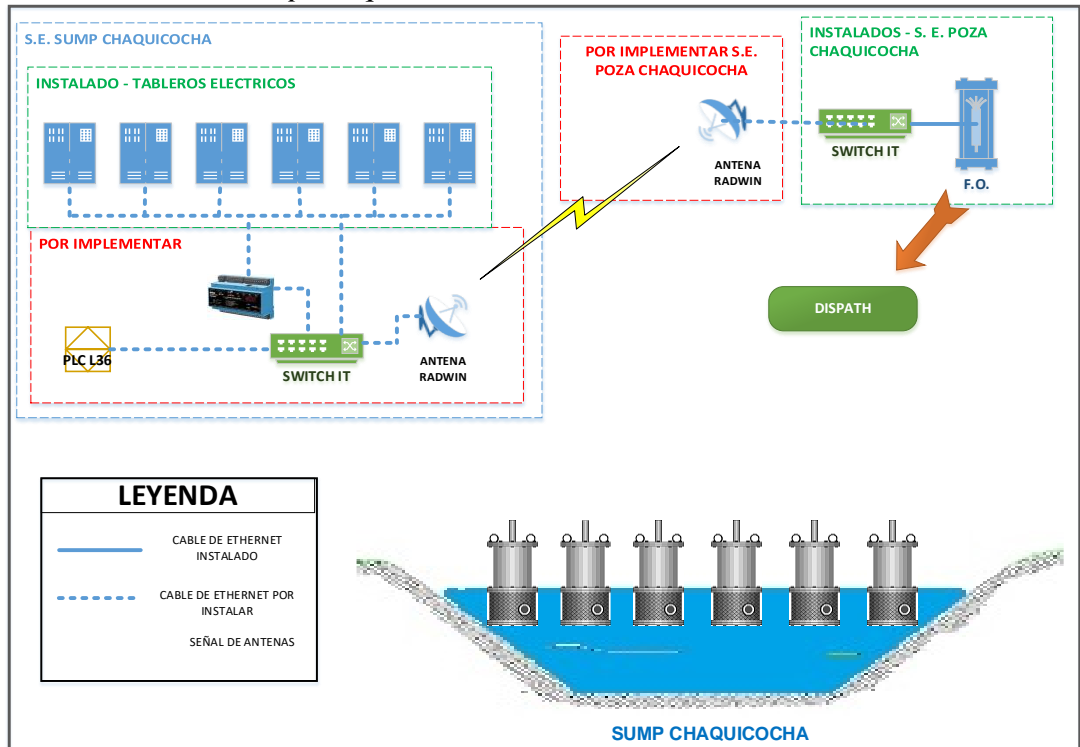 S.E. SUMP CHAQUICOCHA
INSTALADO - TABLEROS ELECTRICOS
POR IMPLEMENTAR
PLC L36
SWITCH IT
ANTENA
RADWIN
POR IMPLEMENTAR S.E.
POZA CHAQUICOCHA
ANTENA
RADWIN
INSTALADOS - S. E. POZA
CHAQUICOCHA
SWITCH IT
F.O.
DISPATH
LEYENDA
CABLE DE ETHERNET
INSTALADO
CABLE DE ETHERNET POR
INSTALAR
SEÑAL DE ANTENAS
SUMP CHAQUICOCHA